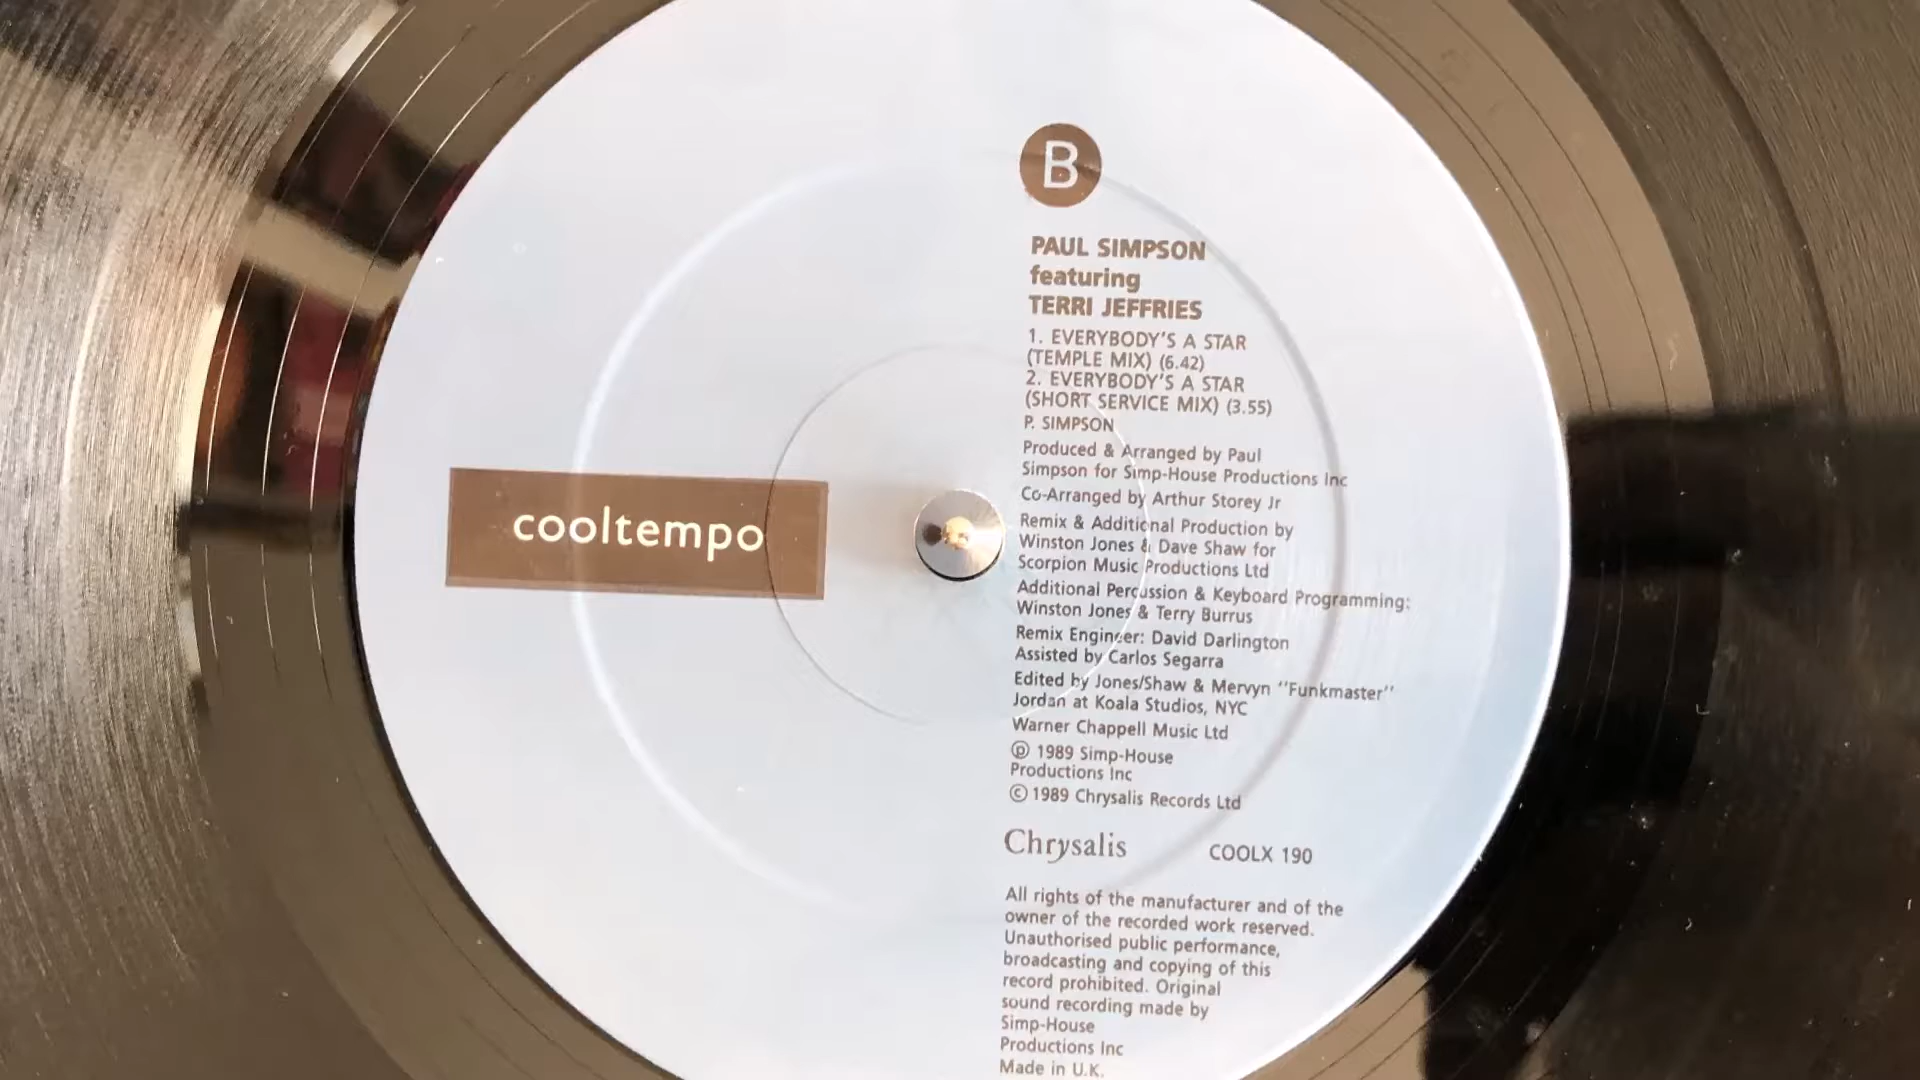 B
PAUL SIMPSON
featuring
TERRI JEFFRIES
1. EVERYBODY'S A STAR
(TEMPLE MIX) (6.42)
2. EVERYBODY'S A STAR
(SHORT SERVICE MIX) (3.55)
P. SIMPSON
Produced & Arranged by Paul
Simpson for Simp-House Productions Inc
Co-Arranged by Arthur Storey Jr
Remix & Additional Production by
Winston Jones & Dave Shaw for
Scorpion Music Productions Ltd
Additional Percussion & Keyboard Programming:
Winston Jones & Terry Burrus
Remix Engineer: David Darlington
Assisted by Carlos Segarra
Edited by Jones/Shaw & Mervyn ''Funkmaster''
Jordan at Koala Studios, NYC
Warner Chappell Music Ltd
℗ 1989 Simp-House
Productions Inc
© 1989 Chrysalis Records Ltd
cooltempo
Chrysalis COOLX 190
All rights of the manufacturer and of the
owner of the recorded work reserved.
Unauthorised public performance,
broadcasting and copying of this
record prohibited. Original
sound recording made by
Simp-House
Productions Inc
Made in U.K.